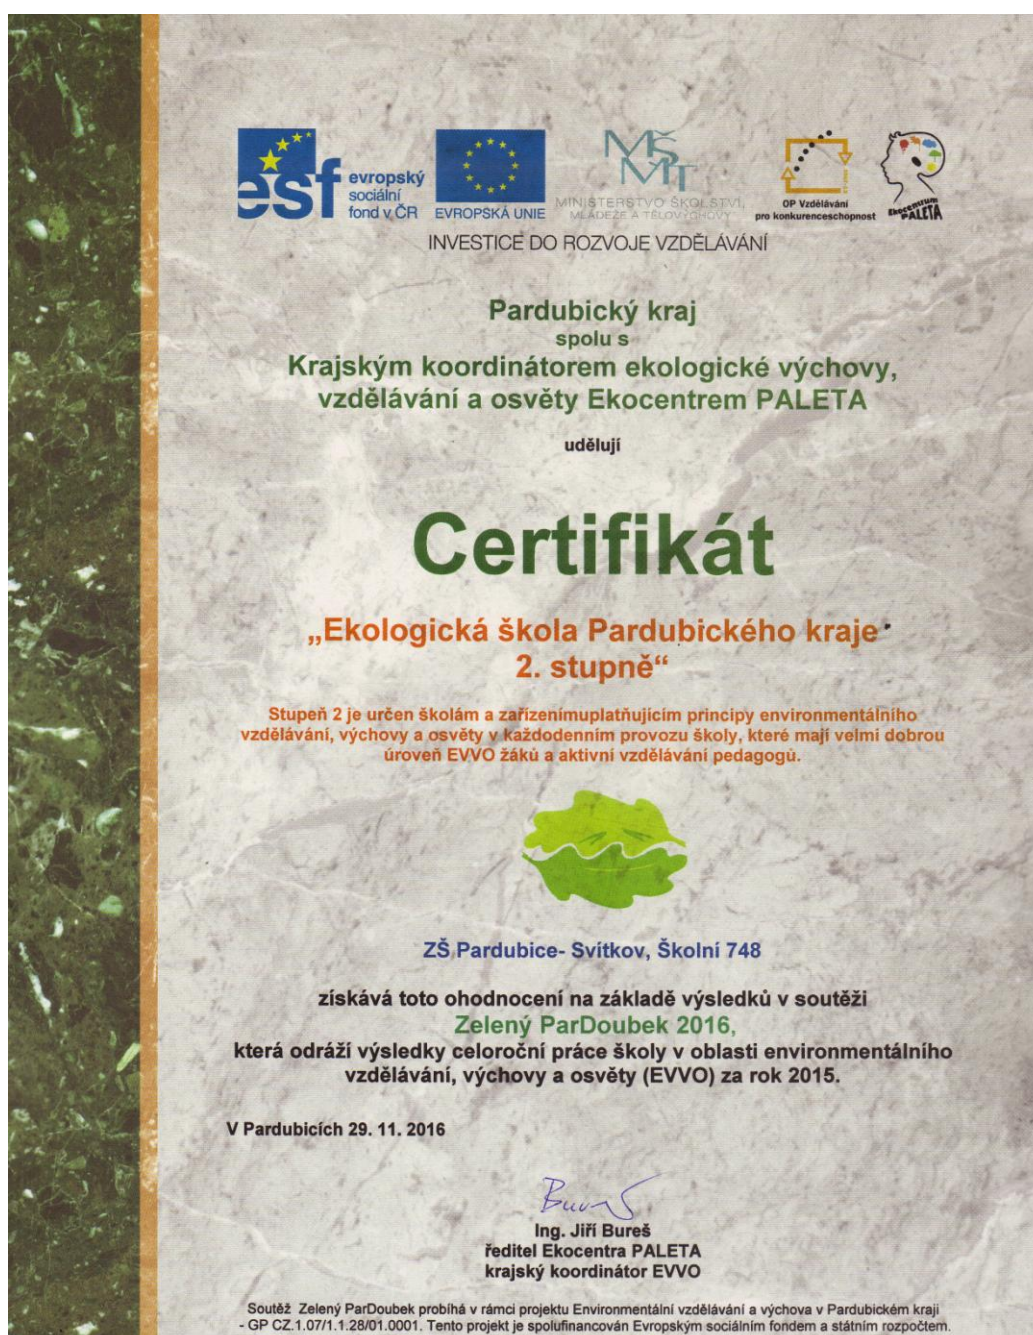 esf evropský
sociální
fond v ČR
EVROPSKÁ UNIE
MŠMT
MINISTERSTVO ŠKOLSTVÍ,
MLÁDEŽE A TĚLOVÝCHOVY
OP Vzdělávání
pro konkurenceschopnost
Ekocentrum
PALETA
INVESTICE DO ROZVOJE VZDĚLÁVÁNÍ
Pardubický kraj
spolu s
Krajským koordinátorem ekologické výchovy,
vzdělávání a osvěty Ekocentrem PALETA
udělují
Certifikát
„Ekologická škola Pardubického kraje
2. stupně“
Stupeň 2 je určen školám a zařízenímuplatňujicím principy environmentálního
vzdělávání, výchovy a osvěty v každodenním provozu školy, které mají velmi dobrou
úroveň EVVO žáků a aktivní vzdělávání pedagogů.
ZŠ Pardubice- Svítkov, Školní 748
získává toto ohodnocení na základě výsledků v soutěži
Zelený ParDoubek 2016,
která odráží výsledky celoroční práce školy v oblasti environmentálního
vzdělávání, výchovy a osvěty (EVVO) za rok 2015.
V Pardubicích 29. 11. 2016
Ing. Jiří Bureš
ředitel Ekocentra PALETA
krajský koordinátor EVVO
Soutěž Zelený ParDoubek probíhá v rámci projektu Environmentální vzdělávání a výchova v Pardubickém kraji
- GP CZ.1.07/1.1.28/01.0001. Tento projekt je spolufinancován Evropským sociálním fondem a státním rozpočtem.